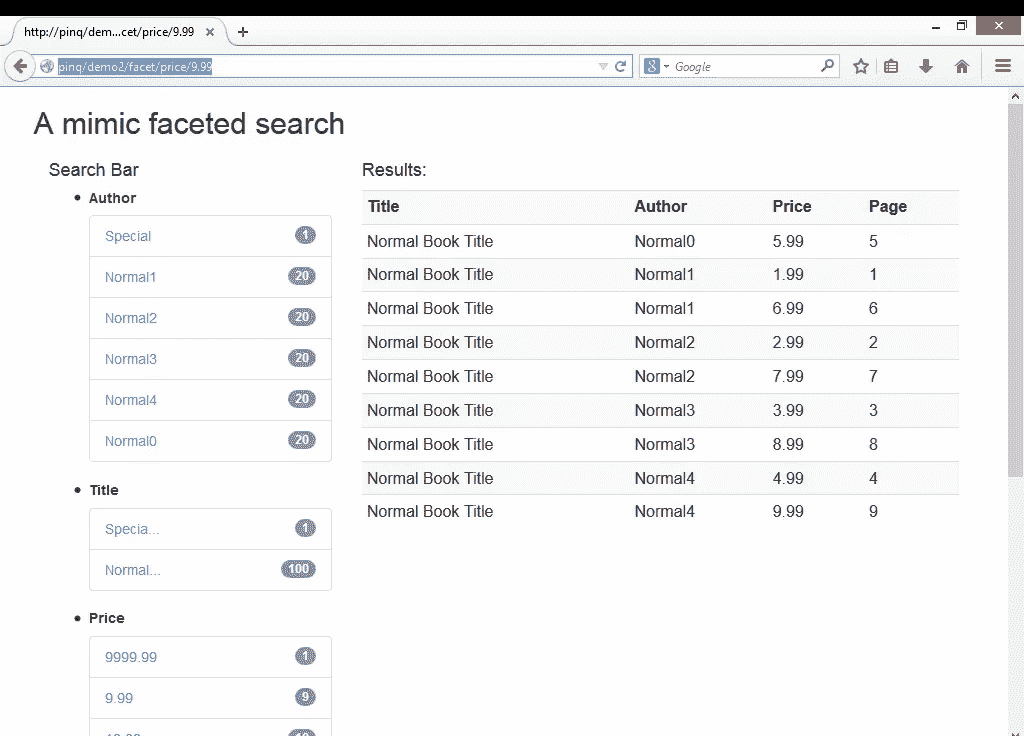 http://pinq/dem...cet/price/9.99
pinq/demo2/facet/price/9.99
Google
A mimic faceted search
Search Bar
Author
Special 1
Normal1 20
Normal2 20
Normal3 20
Normal4 20
Normal0 20
Title
Specia... 1
Normal... 100
Price
9999.99 1
9.99 9
Results:
Title Author Price Page
Normal Book Title Normal0 5.99 5
Normal Book Title Normal1 1.99 1
Normal Book Title Normal1 6.99 6
Normal Book Title Normal2 2.99 2
Normal Book Title Normal2 7.99 7
Normal Book Title Normal3 3.99 3
Normal Book Title Normal3 8.99 8
Normal Book Title Normal4 4.99 4
Normal Book Title Normal4 9.99 9